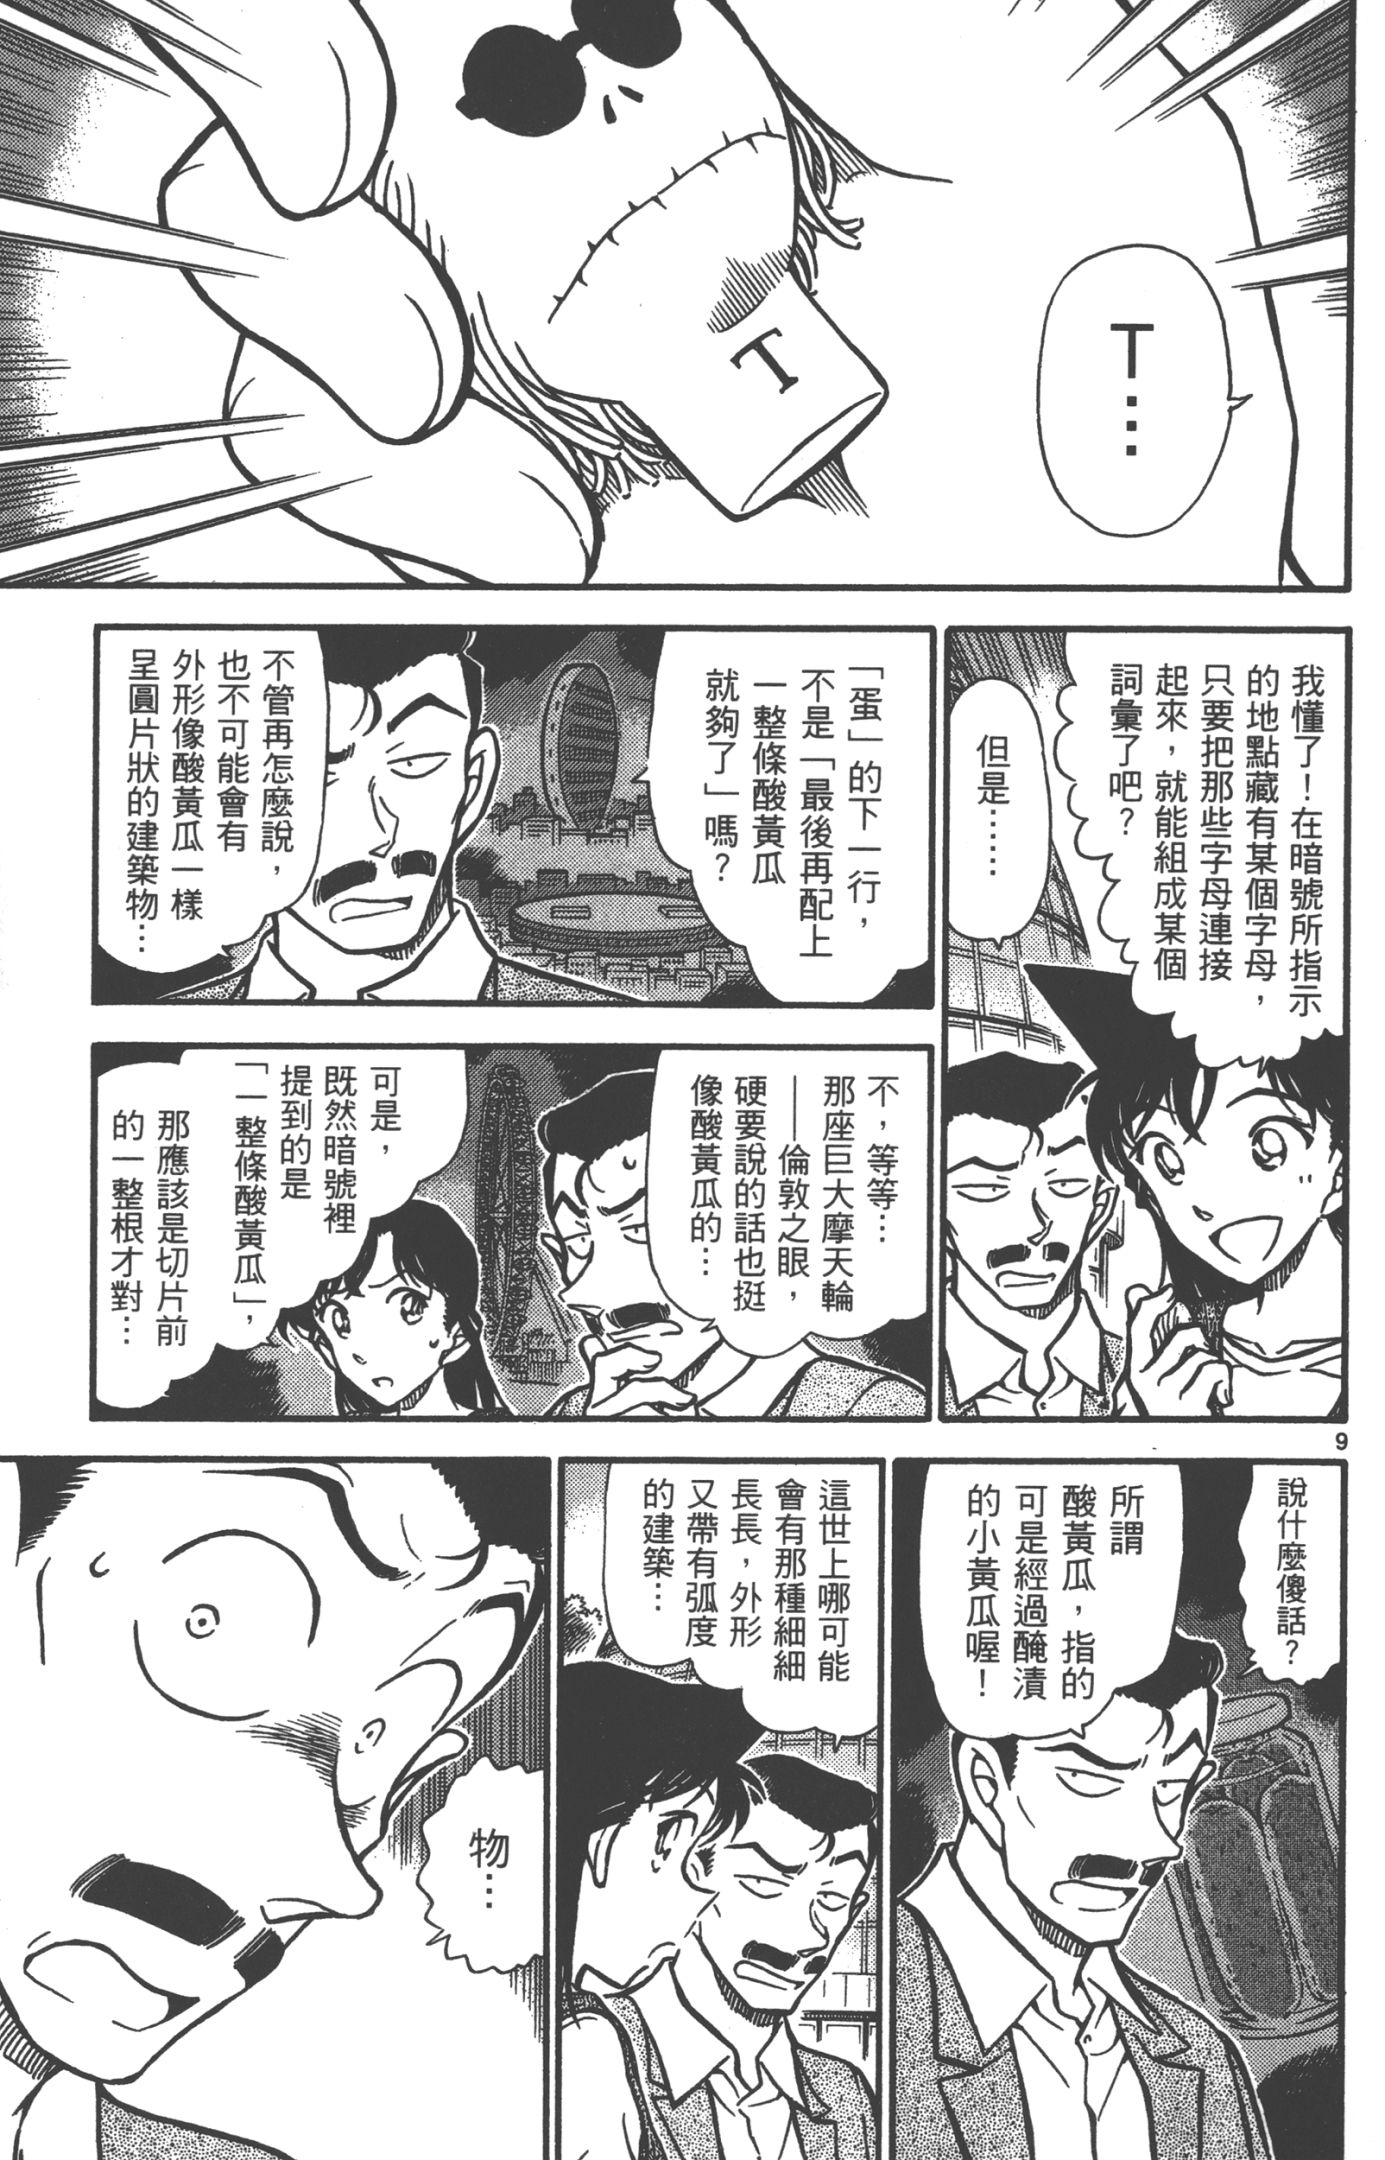 T
T…
我懂了！在暗號所指示
的地點藏有某個字母，
只要把那些字母連接
起來，就能組成某個
詞彙了吧？
但是……
「蛋」的下一行，
不是「最後再配上
一整條酸黃瓜
就夠了」嗎？
不管再怎麼說，
也不可能會有
外形像酸黃瓜一樣
呈圓片狀的建築物…
不，等等…
那座巨大摩天輪
——倫敦之眼，
硬要說的話也挺
像酸黃瓜的…
可是，
既然暗號裡
提到的是
「一整條酸黃瓜」，
那應該是切片前
的一整根才對…
9
說什麼傻話？
所謂
酸黃瓜，指的
可是經過醃漬
的小黃瓜喔！
這世上哪可能
會有那種細細
長長，外形
又帶有弧度
的建築…
物…